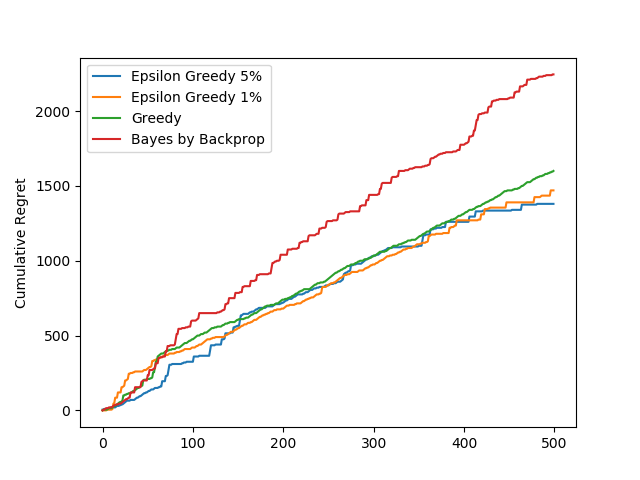 Epsilon Greedy 5%
Epsilon Greedy 1%
Greedy
Bayes by Backprop
Cumulative Regret
2000
1500
1000
500
0
0 100 200 300 400 500